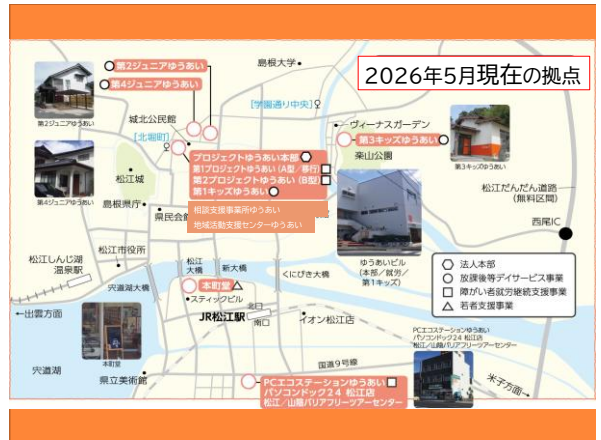 2026年5月現在の拠点
第2ジュニアゆうあい
第4ジュニアゆうあい
島根大学
[学園通り中央]
城北公民館
[北堀町]
ヴィーナスガーデン
第3キッズゆうあい
楽山公園
第2ジュニアゆうあい
第3キッズゆうあい
プロジェクトゆうあい本部
第1プロジェクトゆうあい (A型/移行)
第2プロジェクトゆうあい (B型)
第1キッズゆうあい
相談支援事業所ゆうあい
地域活動支援センターゆうあい
松江城
島根県庁
県民会館
第4ジュニアゆうあい
松江だんだん道路
(無料区間)
西尾IC
ゆうあいビル
(本部/就労/
第1キッズ)
法人本部
放課後等デイサービス事業
障がい者就労継続支援事業
若者支援事業
松江市役所
松江しんじ湖
温泉駅
宍道湖大橋
松江
大橋
新大橋
くにびき大橋
本町堂
スティックビル
北口
JR松江駅
南口
イオン松江店
←出雲方面
本町堂
宍道湖
県立美術館
国道9号線
米子方面→
PCエコステーションゆうあい
パソコンドック24 松江店
松江/山陰バリアフリーツアーセンター
PCエコステーションゆうあい
パソコンドック24 松江店
松江/山陰バリアフリーツアーセンター